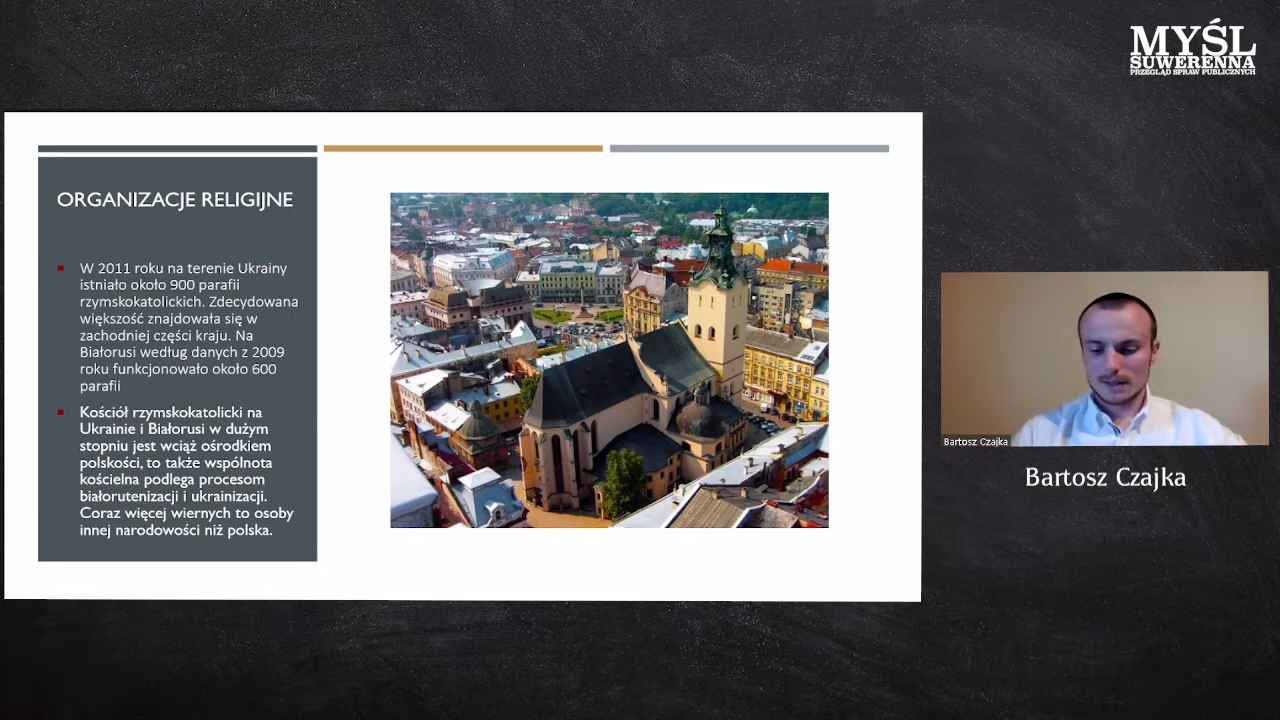 MYŚL
SUWERENNA
PRZEGLĄD SPRAW PUBLICZNYCH
ORGANIZACJE RELIGIJNE
W 2011 roku na terenie Ukrainy
istniało około 900 parafii
rzymskokatolickich. Zdecydowana
większość znajdowała się w
zachodniej części kraju. Na
Białorusi według danych z 2009
roku funkcjonowało około 600
parafii
Kościół rzymskokatolicki na
Ukrainie i Białorusi w dużym
stopniu jest wciąż ośrodkiem
polskości, to także wspólnota
kościelna podlega procesom
białorutenizacji i ukrainizacji.
Coraz więcej wiernych to osoby
innej narodowości niż polska.
Bartosz Czajka
Bartosz Czajka